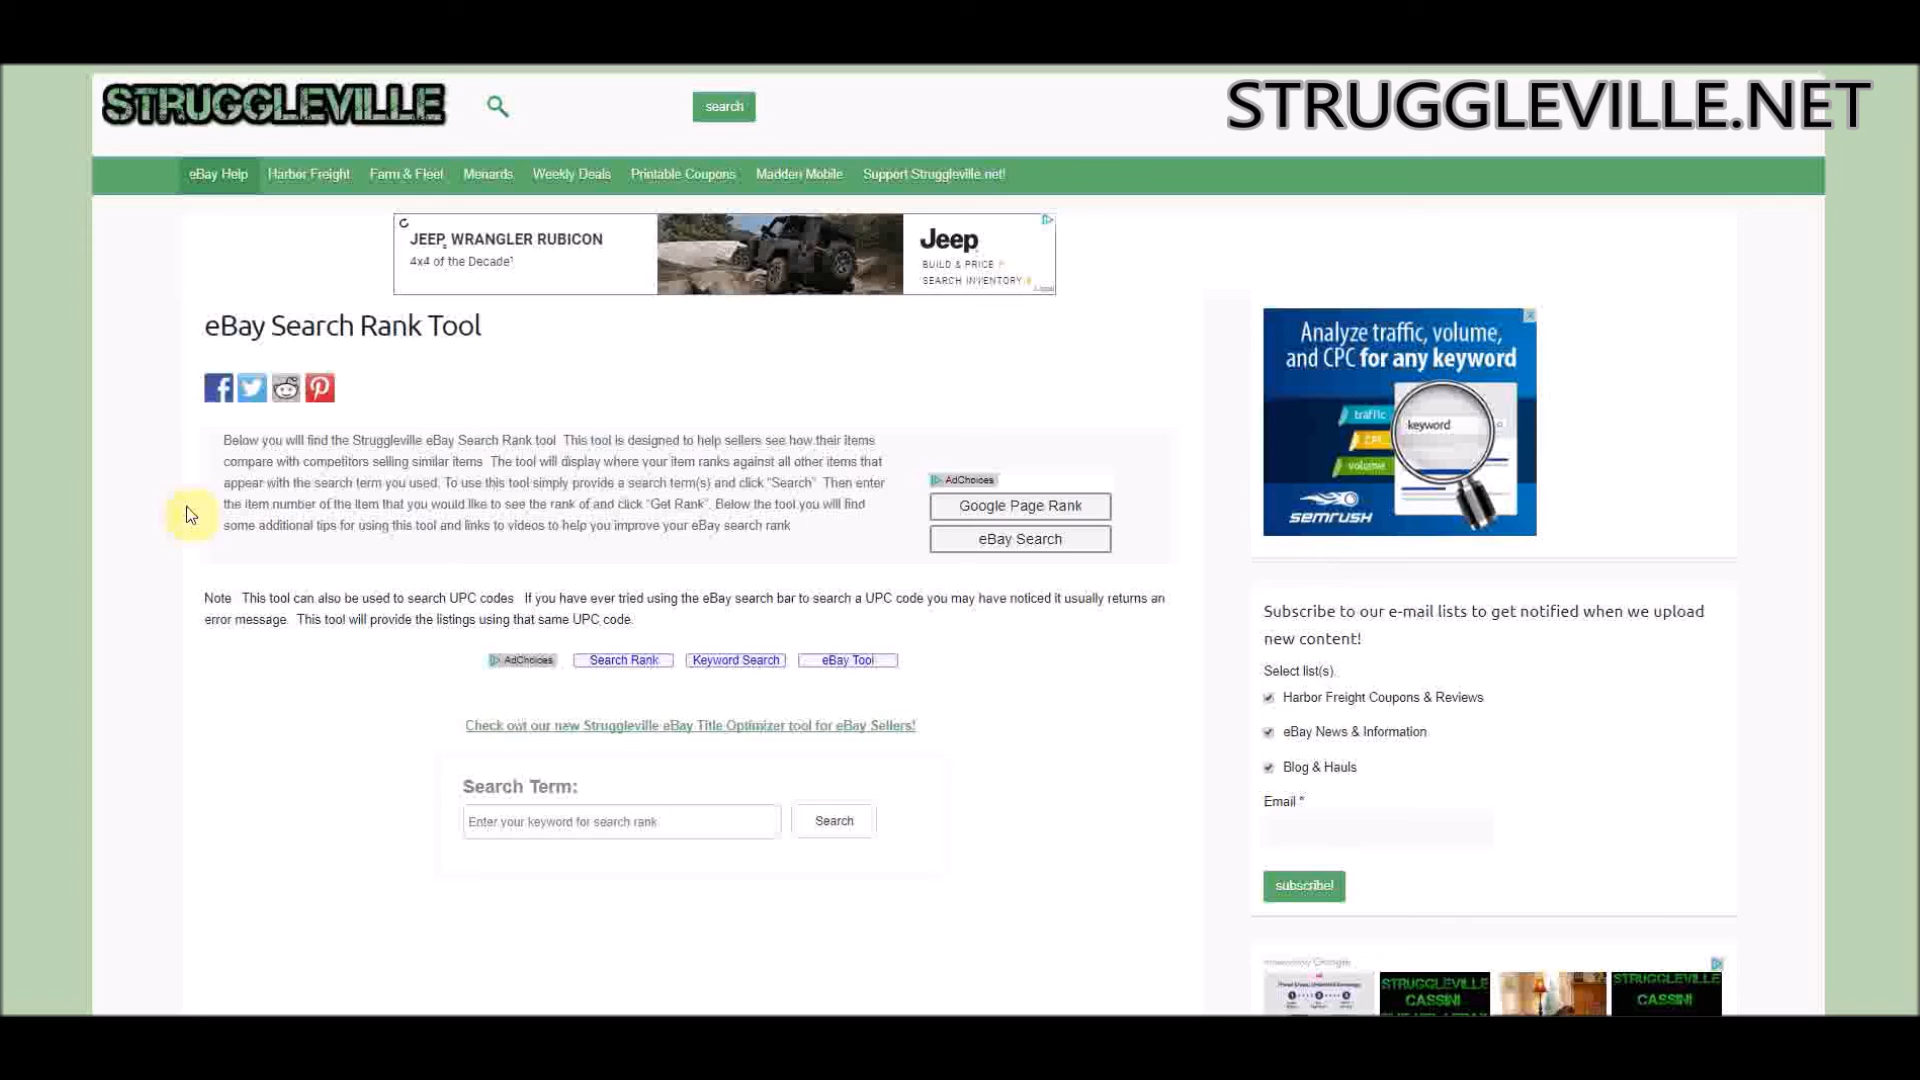 STRUGGLEVILLE
search
STRUGGLEVILLE.NET
eBay Help Harbor Freight Farm & Fleet Menards Weekly Deals Printable Coupons Madden Mobile Support Struggleville.net!
JEEP WRANGLER RUBICON
4x4 of the Decade¹
Jeep
BUILD & PRICE
SEARCH INVENTORY
eBay Search Rank Tool
Analyze traffic, volume,
and CPC for any keyword
traffic
CPC
volume
keyword
semrush
Below you will find the Struggleville eBay Search Rank tool This tool is designed to help sellers see how their items
compare with competitors selling similar items The tool will display where your item ranks against all other items that
appear with the search term you used. To use this tool simply provide a search term(s) and click "Search" Then enter
the item number of the item that you would like to see the rank of and click "Get Rank". Below the tool you will find
some additional tips for using this tool and links to videos to help you improve your eBay search rank
AdChoices
Google Page Rank
eBay Search
Note This tool can also be used to search UPC codes If you have ever tried using the eBay search bar to search a UPC code you may have noticed it usually returns an
error message. This tool will provide the listings using that same UPC code.
AdChoices Search Rank Keyword Search eBay Tool
Check out our new Struggleville eBay Title Optimizer tool for eBay Sellers!
Search Term:
Enter your keyword for search rank
Search
Subscribe to our e-mail lists to get notified when we upload
new content!
Select list(s).
Harbor Freight Coupons & Reviews
eBay News & Information
Blog & Hauls
Email *
subscribe!
STRUGGLEVILLE
CASSINI
STRUGGLEVILLE
CASSINI